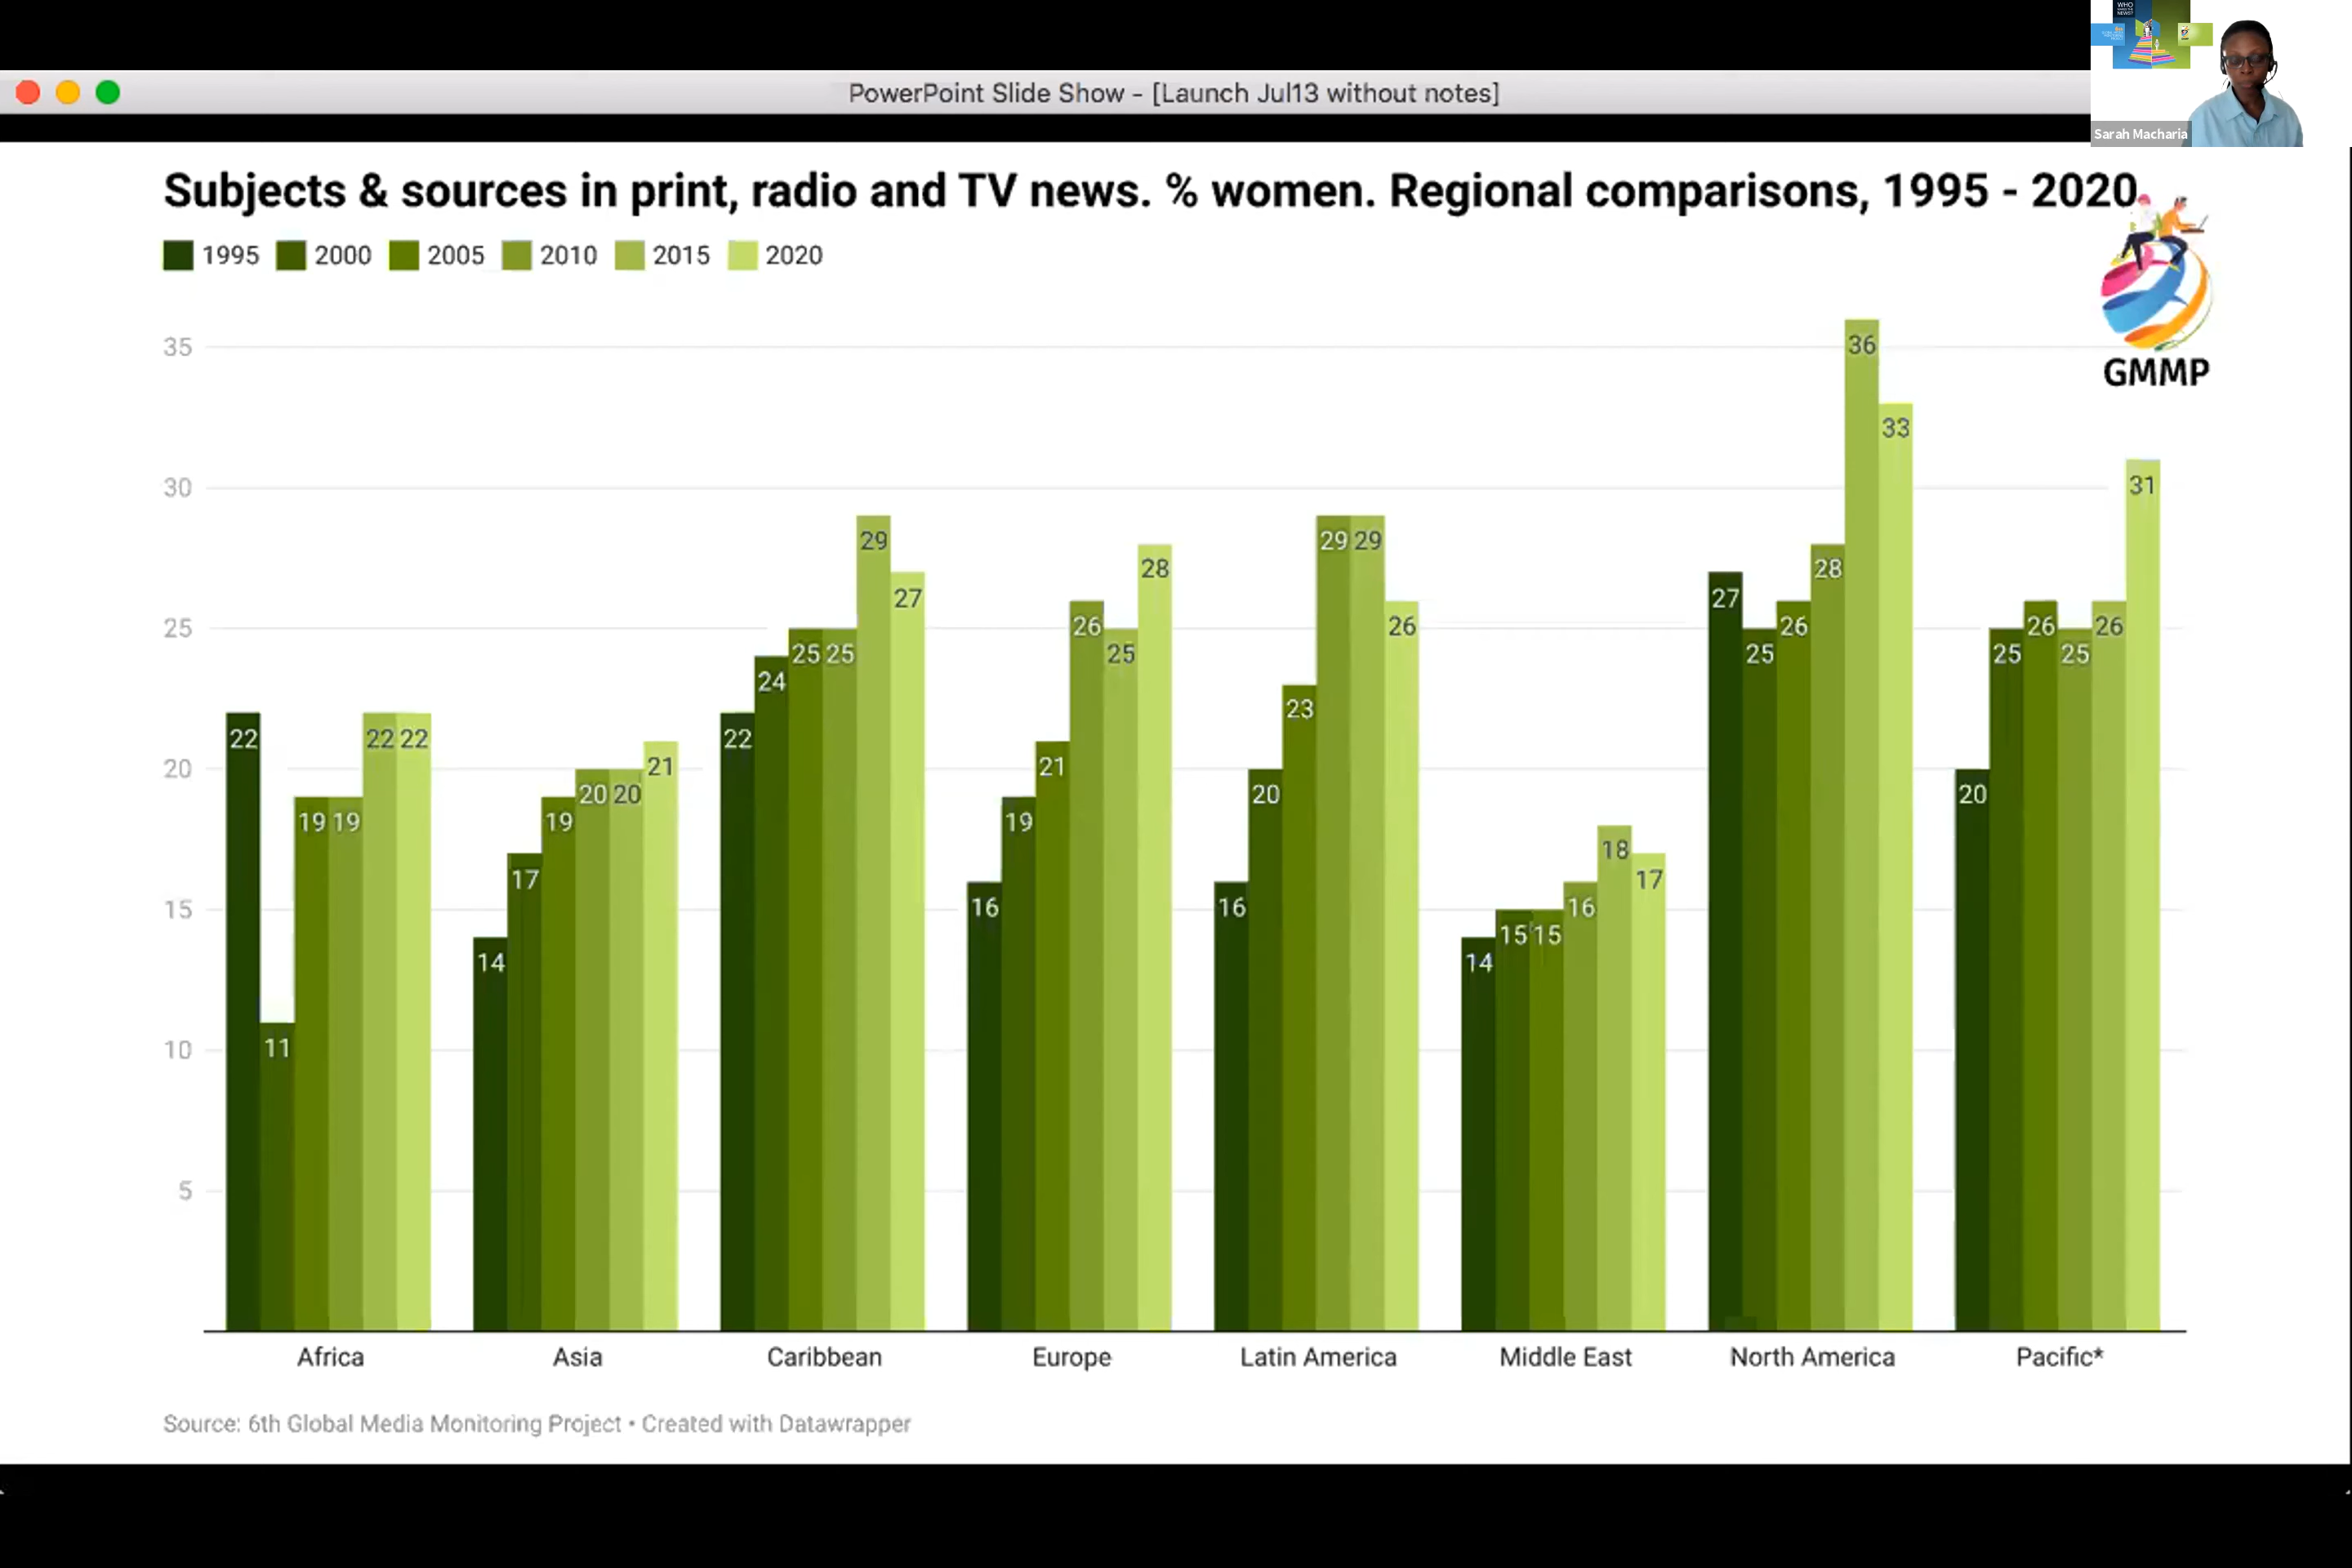 WHO
PowerPoint Slide Show - [Launch Jul13 without notes]
Sarah Macharia
Subjects & sources in print, radio and TV news. % women. Regional comparisons, 1995 - 2020
1995 2000 2005 2010 2015 2020
GMMP
35
30
25
20
15
10
5
22 11 19 19 22 22
14 17 19 20 20 21
22 24 25 25 29 27
16 19 21 26 25 28
16 20 23 29 29 26
14 15 15 16 18 17
27 25 26 28 36 33
20 25 26 25 26 31
Africa Asia Caribbean Europe Latin America Middle East North America Pacific*
Source: 6th Global Media Monitoring Project • Created with Datawrapper